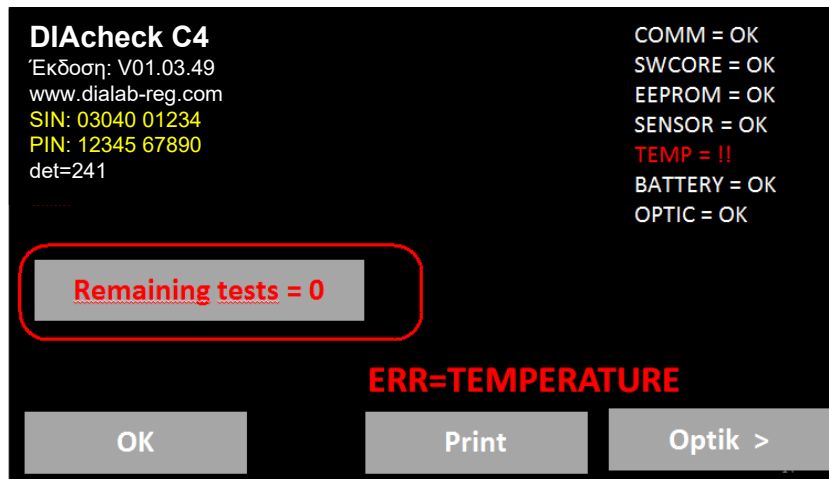 DIAcheck C4
Έκδοση: V01.03.49
www.dialab-reg.com
SIN: 03040 01234
PIN: 12345 67890
det=241
COMM = OK
SWCORE = OK
EEPROM = OK
SENSOR = OK
TEMP = !!
BATTERY = OK
OPTIC = OK
Remaining tests = 0
ERR=TEMPERATURE
OK
Print
Optik >